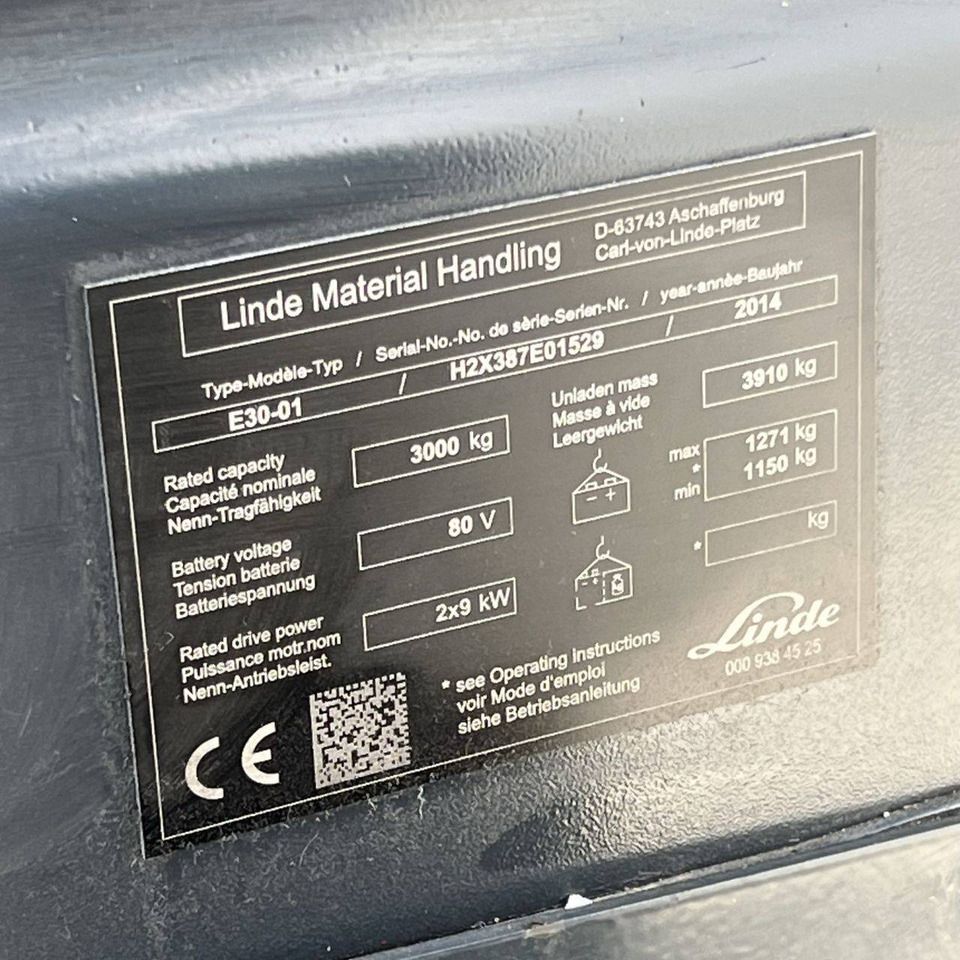 Linde Material Handling
D-63743 Aschaffenburg
Carl-von-Linde-Platz
Type-Modèle-Typ / Serial-No.-No. de sèrie-Serien-Nr. / year-annèe-Baujahr
E30-01 / H2X387E01529 / 2014
Rated capacity
Capacité nominale
Nenn-Tragfähigkeit
3000 kg
Unladen mass
Masse à vide
Leergewicht
3910 kg
Battery voltage
Tension batterie
Batteriespannung
80 V
- +
max
*
min
1271 kg
1150 kg
Rated drive power
Puissance motr.nom
Nenn-Antriebsleist.
2x9 kW
- +
kg
*
kg
CE
* see Operating Instructions
voir Mode d'emploi
siehe Betriebsanleitung
Linde
000 938 45 25